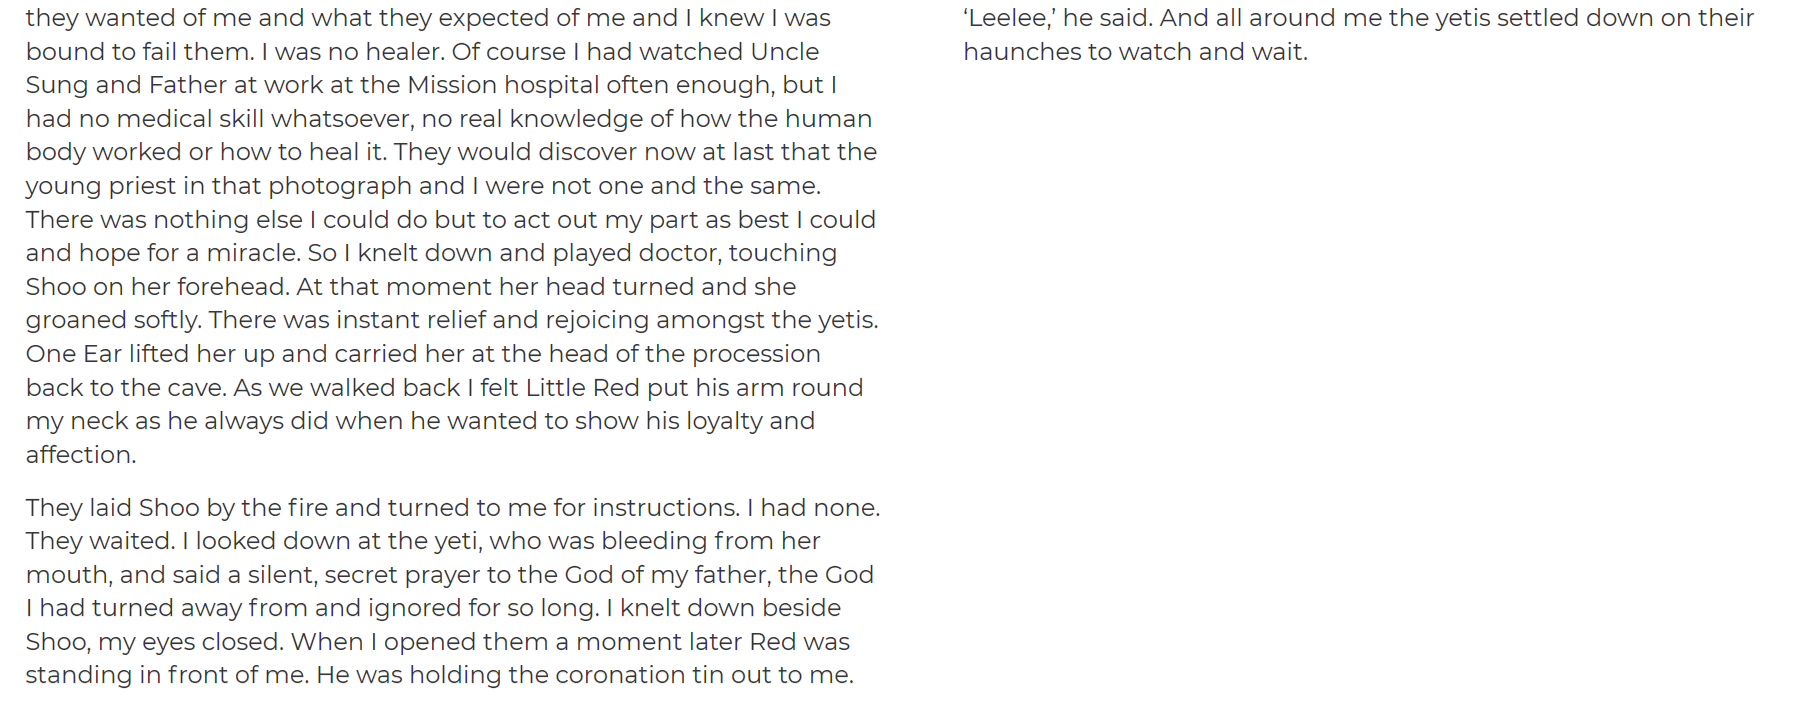 they wanted of me and what they expected of me and I knew I was
bound to fail them. I was no healer. Of course I had watched Uncle
Sung and Father at work at the Mission hospital often enough, but I
had no medical skill whatsoever, no real knowledge of how the human
body worked or how to heal it. They would discover now at last that the
young priest in that photograph and I were not one and the same.
There was nothing else I could do but to act out my part as best I could
and hope for a miracle. So I knelt down and played doctor, touching
Shoo on her forehead. At that moment her head turned and she
groaned softly. There was instant relief and rejoicing amongst the yetis.
One Ear lifted her up and carried her at the head of the procession
back to the cave. As we walked back I felt Little Red put his arm round
my neck as he always did when he wanted to show his loyalty and
affection.
They laid Shoo by the fire and turned to me for instructions. I had none.
They waited. I looked down at the yeti, who was bleeding from her
mouth, and said a silent, secret prayer to the God of my father, the God
I had turned away from and ignored for so long. I knelt down beside
Shoo, my eyes closed. When I opened them a moment later Red was
standing in front of me. He was holding the coronation tin out to me.
‘Leelee,’ he said. And all around me the yetis settled down on their
haunches to watch and wait.